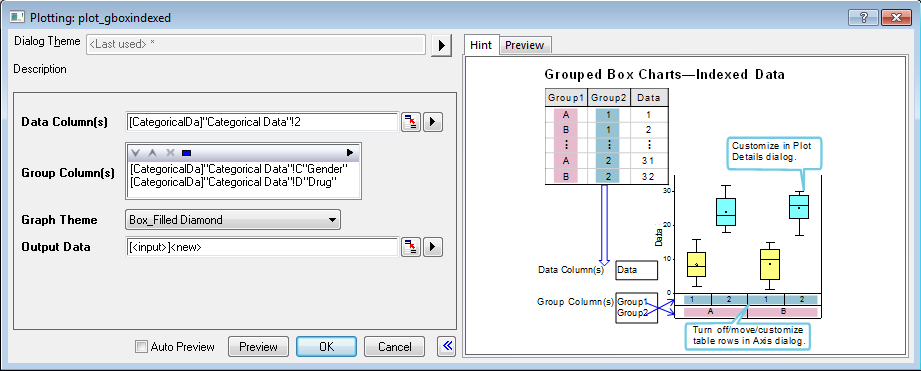 Plotting: plot_gboxindexed
Dialog Theme
<Last used> *
Description
Data Column(s)
[CategoricalDa]"Categorical Data"!2
Group Column(s)
[CategoricalDa]"Categorical Data"!C"Gender"
[CategoricalDa]"Categorical Data"!D"Drug"
Graph Theme
Box_Filled Diamond
Output Data
[<input>]<new>
Auto Preview
Preview
OK
Cancel
Hint
Preview
Grouped Box Charts—Indexed Data
Group1 Group2 Data
A 1 1
B 1 2
A 2 31
B 2 32
Customize in Plot
Details dialog.
30
20
10
0
Data
Data Column(s)
Data
Group Column(s)
Group1
Group2
1 2 1 2
A B
Turn off/move/customize
table rows in Axis dialog.